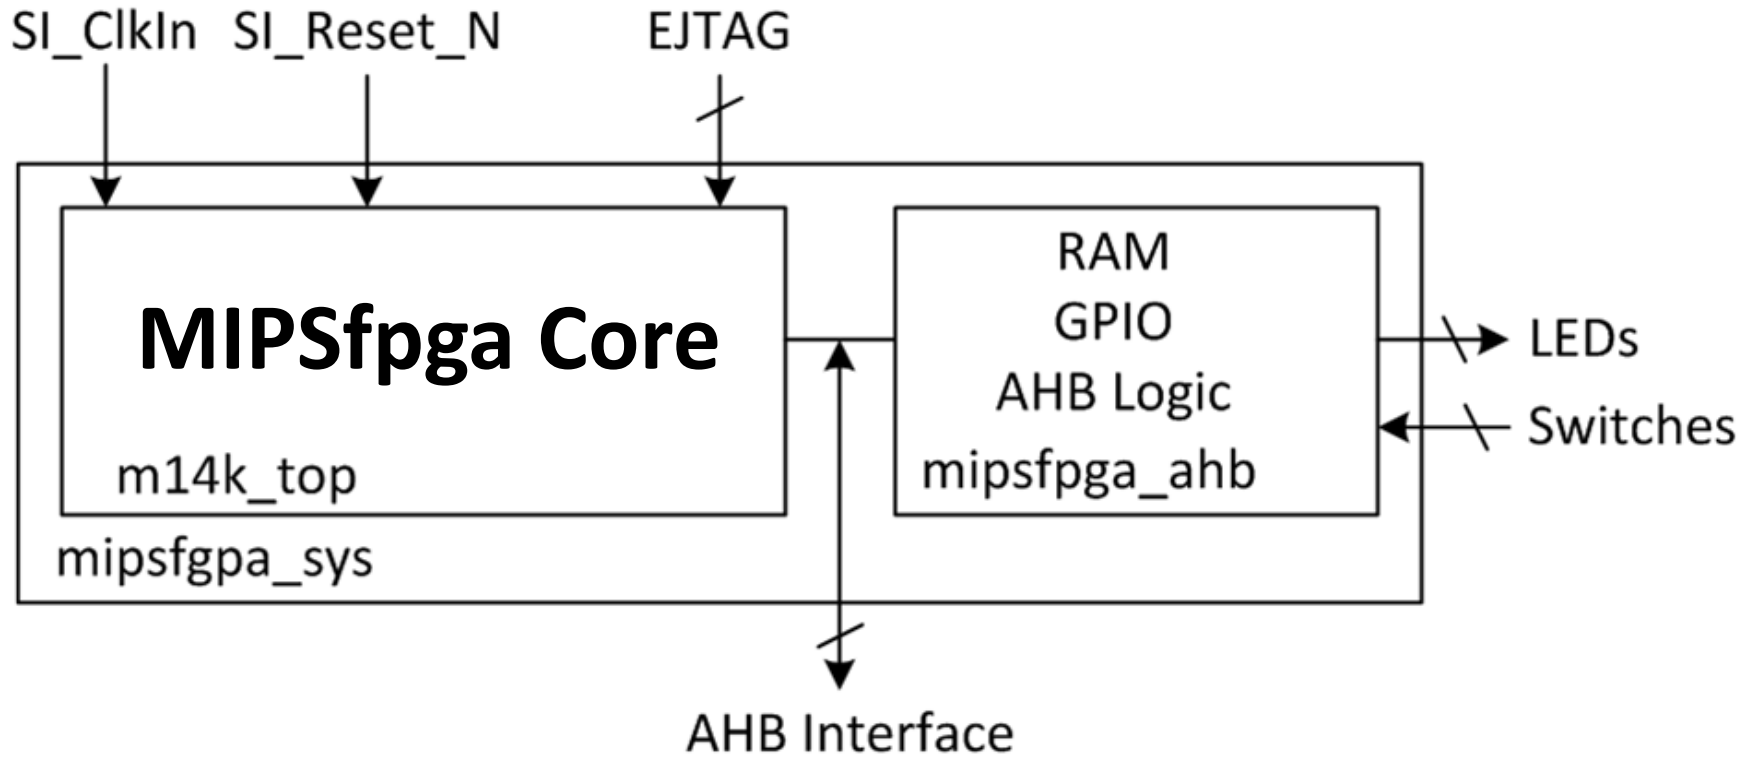 SI_ClkIn SI_Reset_N EJTAG
MIPSfpga Core
m14k_top
mipsfgpa_sys
RAM
GPIO
AHB Logic
mipsfpga_ahb
LEDs
Switches
AHB Interface